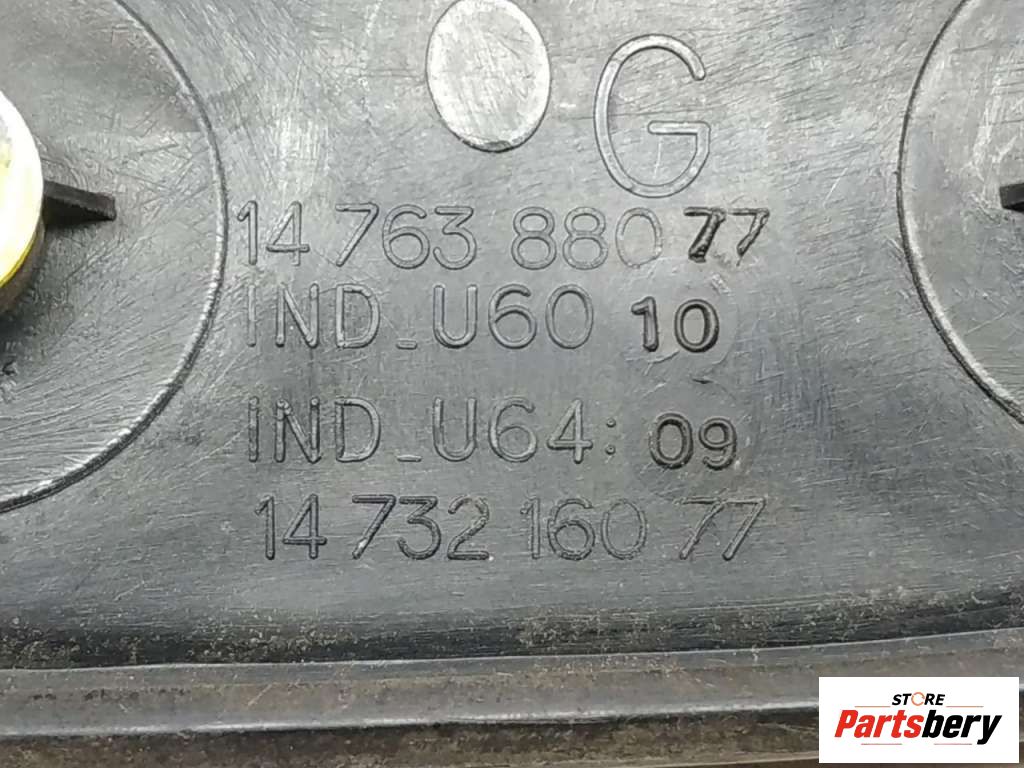 G
14 763 880 77
IND_U60 10
IND_U64: 09
14 732 160 77
STORE
Partsbery